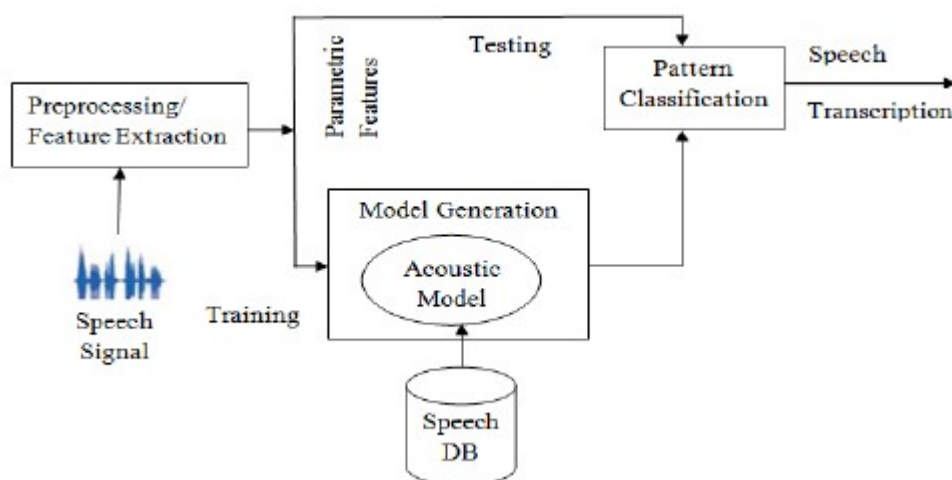 Testing
Parametric
Features
Pattern
Classification
Speech
Transcription
Preprocessing/
Feature Extraction
Model Generation
Acoustic
Model
Training
Speech
Signal
Speech
DB